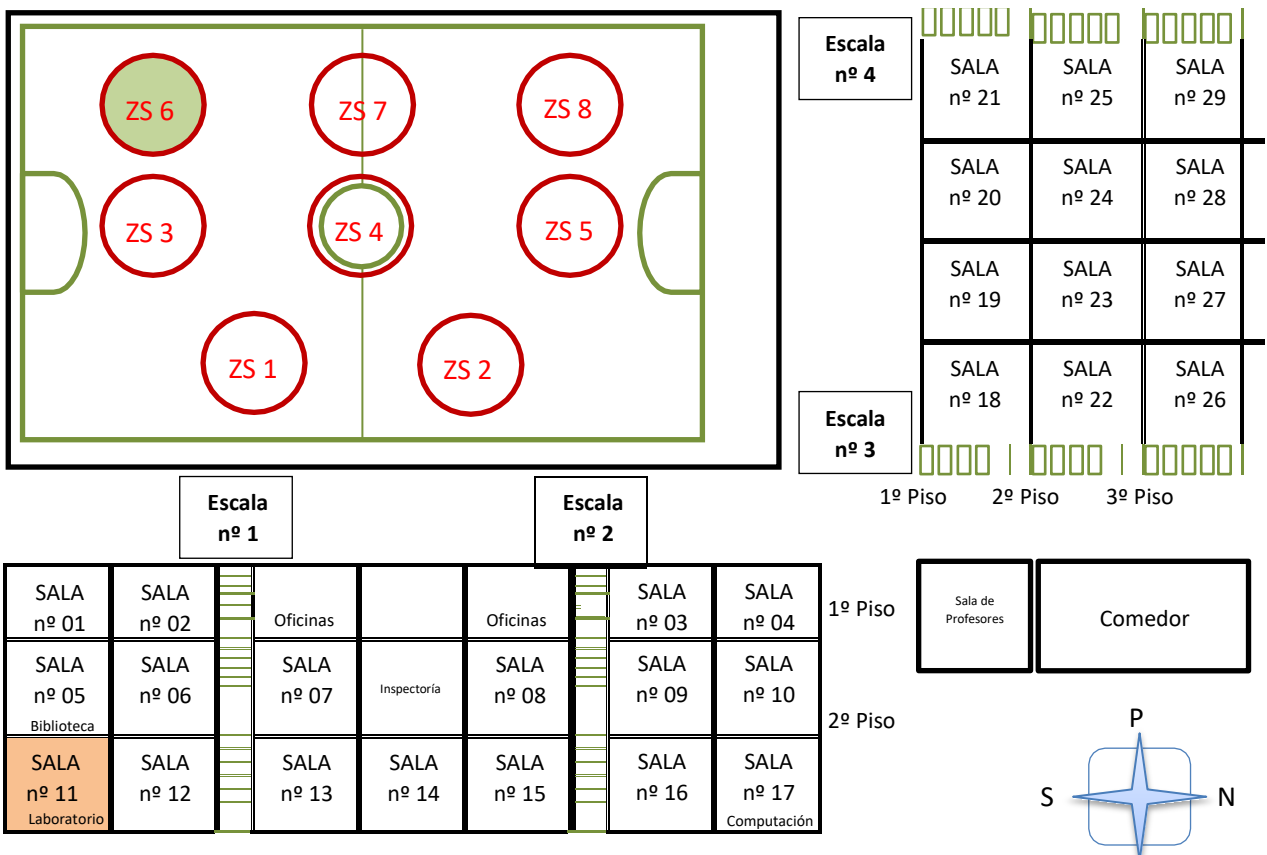 ZS 6
ZS 7
ZS 8
ZS 3
ZS 4
ZS 5
ZS 1
ZS 2
Escala
nº 4
SALA
nº 21
SALA
nº 25
SALA
nº 29
SALA
nº 20
SALA
nº 24
SALA
nº 28
SALA
nº 19
SALA
nº 23
SALA
nº 27
SALA
nº 18
SALA
nº 22
SALA
nº 26
Escala
nº 3
1º Piso
2º Piso
3º Piso
Escala
nº 1
Escala
nº 2
SALA
nº 01
SALA
nº 02
Oficinas
Oficinas
SALA
nº 03
SALA
nº 04
1º Piso
SALA
nº 05
Biblioteca
SALA
nº 06
SALA
nº 07
Inspectoría
SALA
nº 08
SALA
nº 09
SALA
nº 10
2º Piso
SALA
nº 11
Laboratorio
SALA
nº 12
SALA
nº 13
SALA
nº 14
SALA
nº 15
SALA
nº 16
SALA
nº 17
Computación
Sala de
Profesores
Comedor
P
S
N